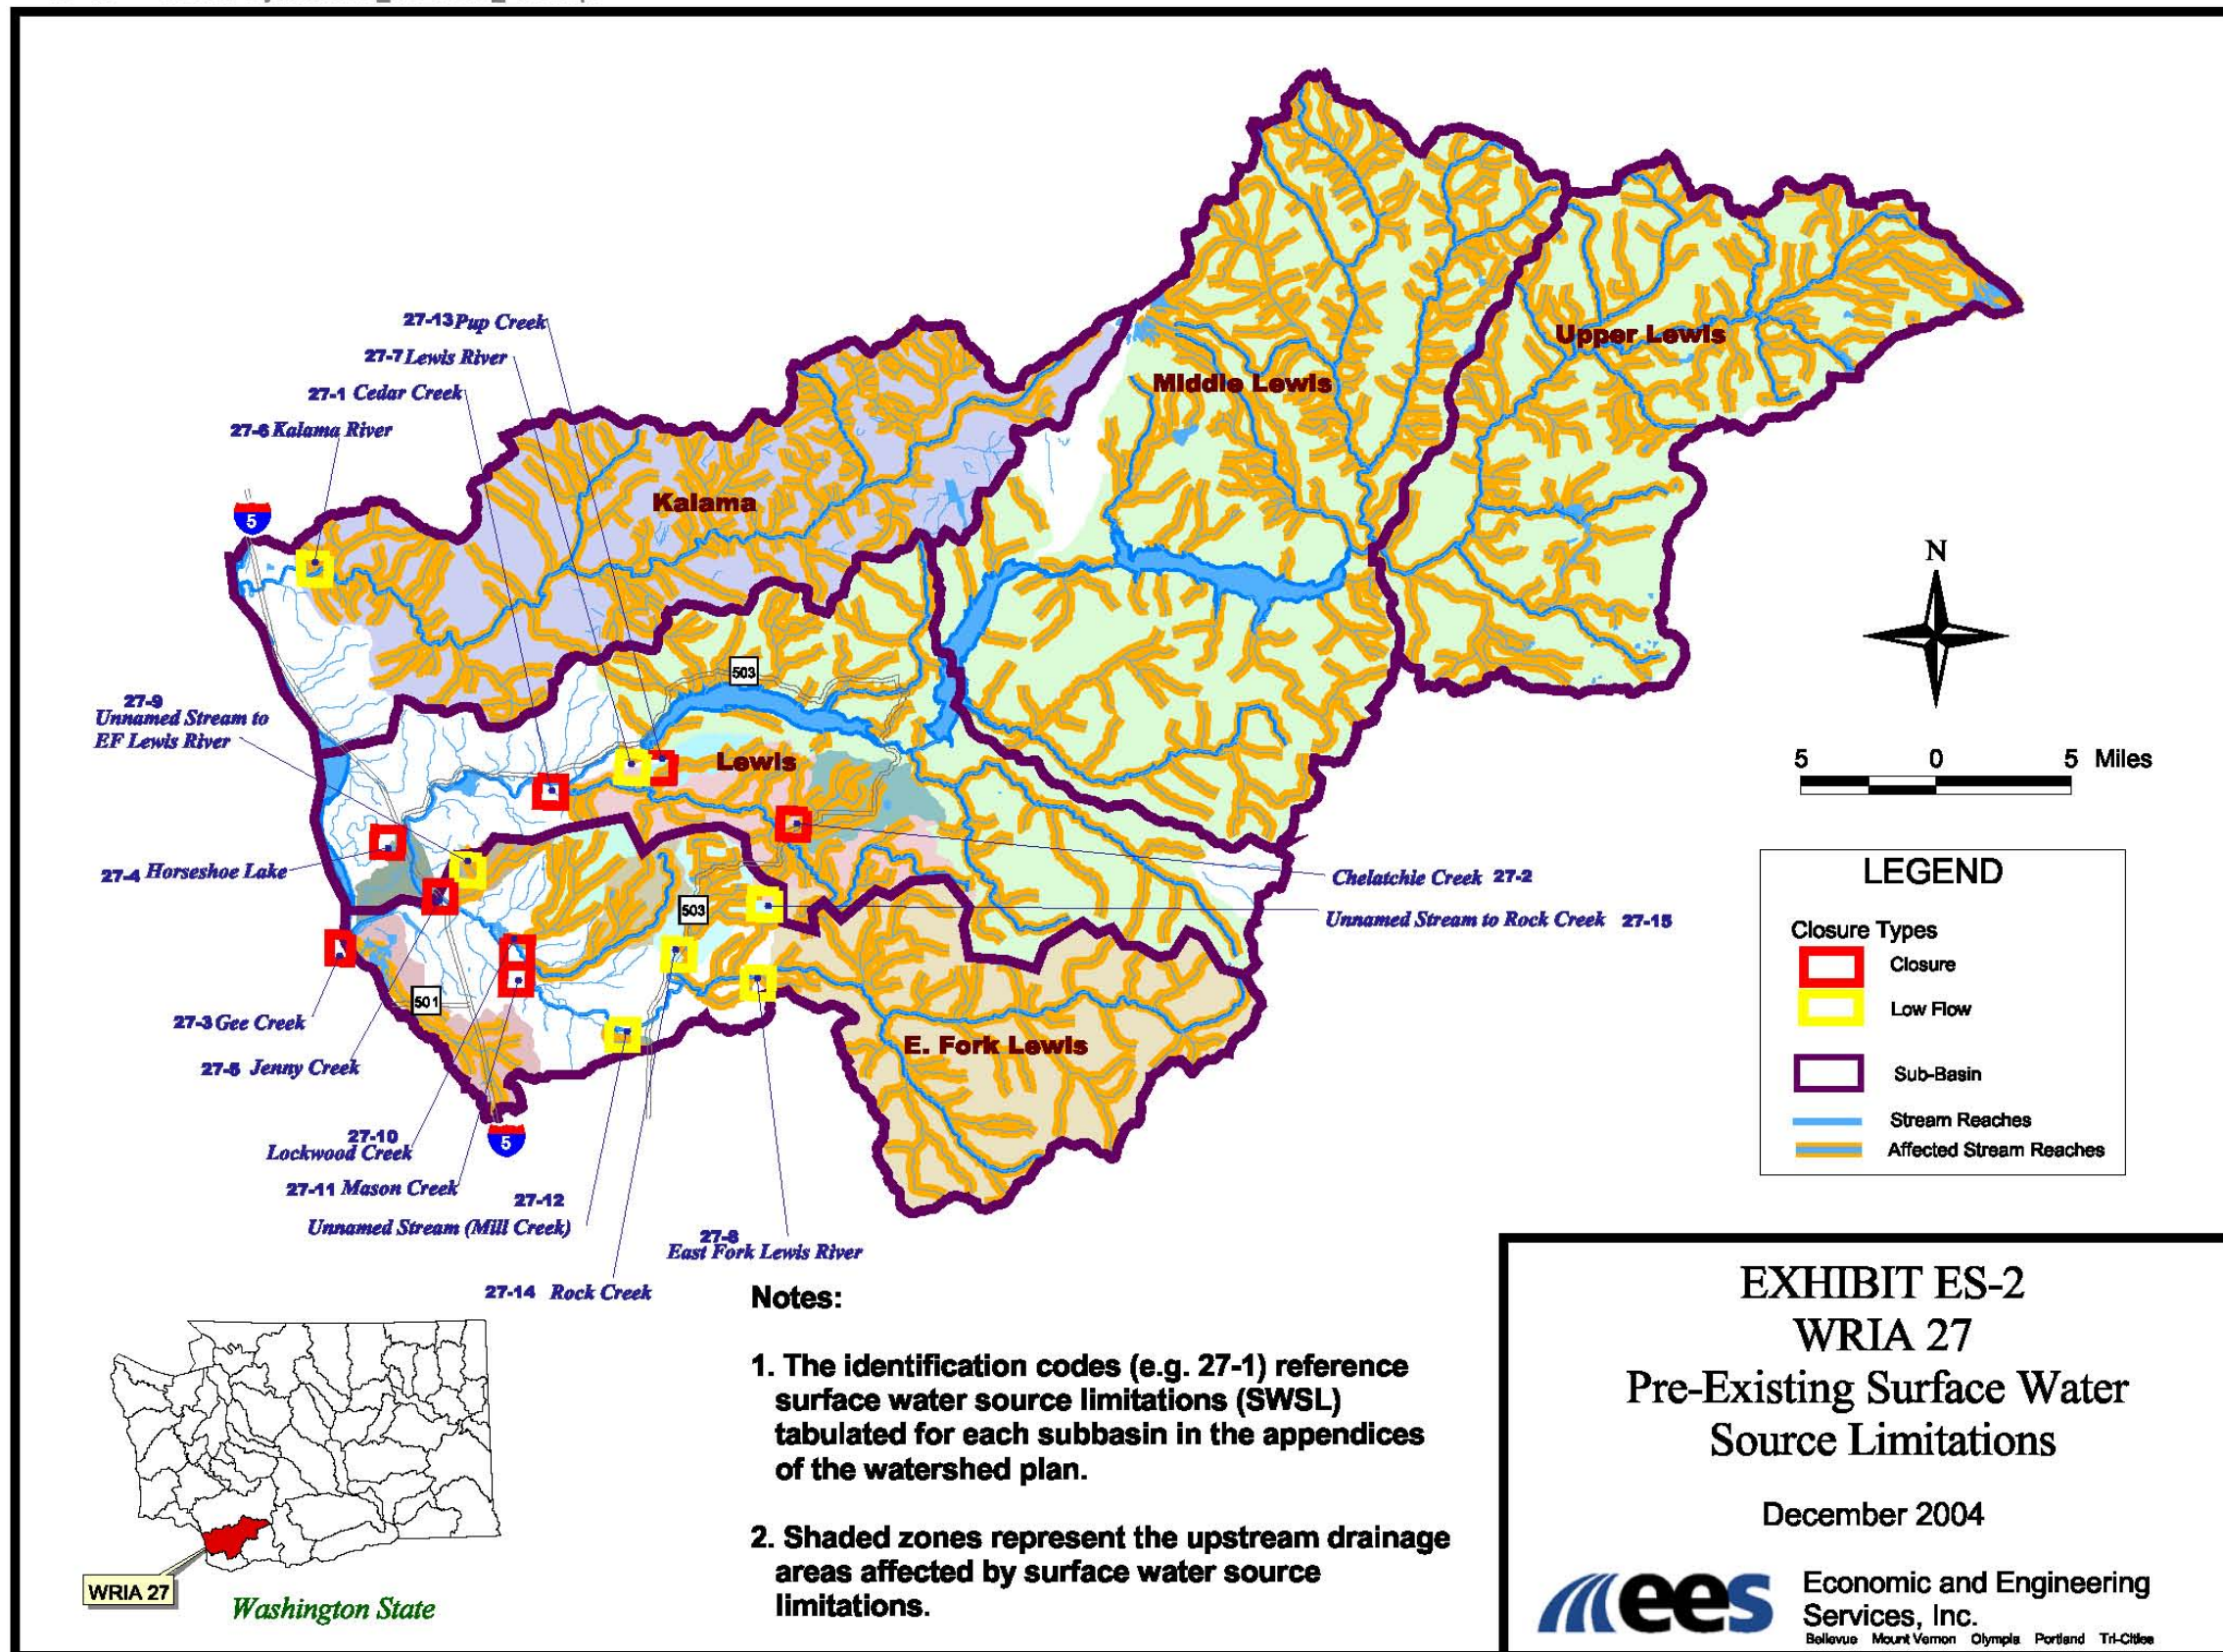 27-13 Pup Creek
27-7 Lewis River
27-1 Cedar Creek
27-6 Kalama River
5
Kalama
Middle Lewis
Upper Lewis
N
503
27-9
Unnamed Stream to
EF Lewis River
Lewis
5 0 5 Miles
27-4 Horseshoe Lake
503
Chelatchie Creek 27-2
Unnamed Stream to Rock Creek 27-15
501
27-3 Gee Creek
27-5 Jenny Creek
E. Fork Lewis
5
27-10
Lockwood Creek
27-11 Mason Creek
27-12
Unnamed Stream (Mill Creek)
27-8
East Fork Lewis River
27-14 Rock Creek
LEGEND
Closure Types
Closure
Low Flow
Sub-Basin
Stream Reaches
Affected Stream Reaches
Notes:
1. The identification codes (e.g. 27-1) reference
surface water source limitations (SWSL)
tabulated for each subbasin in the appendices
of the watershed plan.
2. Shaded zones represent the upstream drainage
areas affected by surface water source
limitations.
WRIA 27
Washington State
EXHIBIT ES-2
WRIA 27
Pre-Existing Surface Water
Source Limitations
December 2004
ees
Economic and Engineering
Services, Inc.
Bellevue Mount Vernon Olympia Portland Tri-Cities